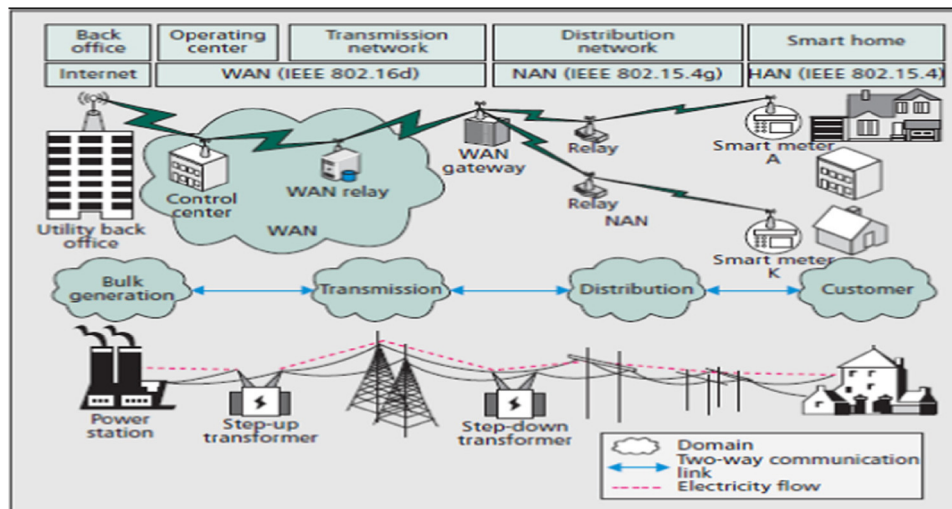 Back office
Operating center
Transmission network
Distribution network
Smart home
Internet
WAN (IEEE 802.16d)
NAN (IEEE 802.15.4g)
HAN (IEEE 802.15.4)
Utility back
office
Control
center
WAN relay
WAN
WAN
gateway
Relay
Relay
NAN
Smart meter
A
Smart meter
K
Bulk
generation
Transmission
Distribution
Customer
Power
station
Step-up
transformer
Step-down
transformer
Domain
Two-way communication
link
Electricity flow